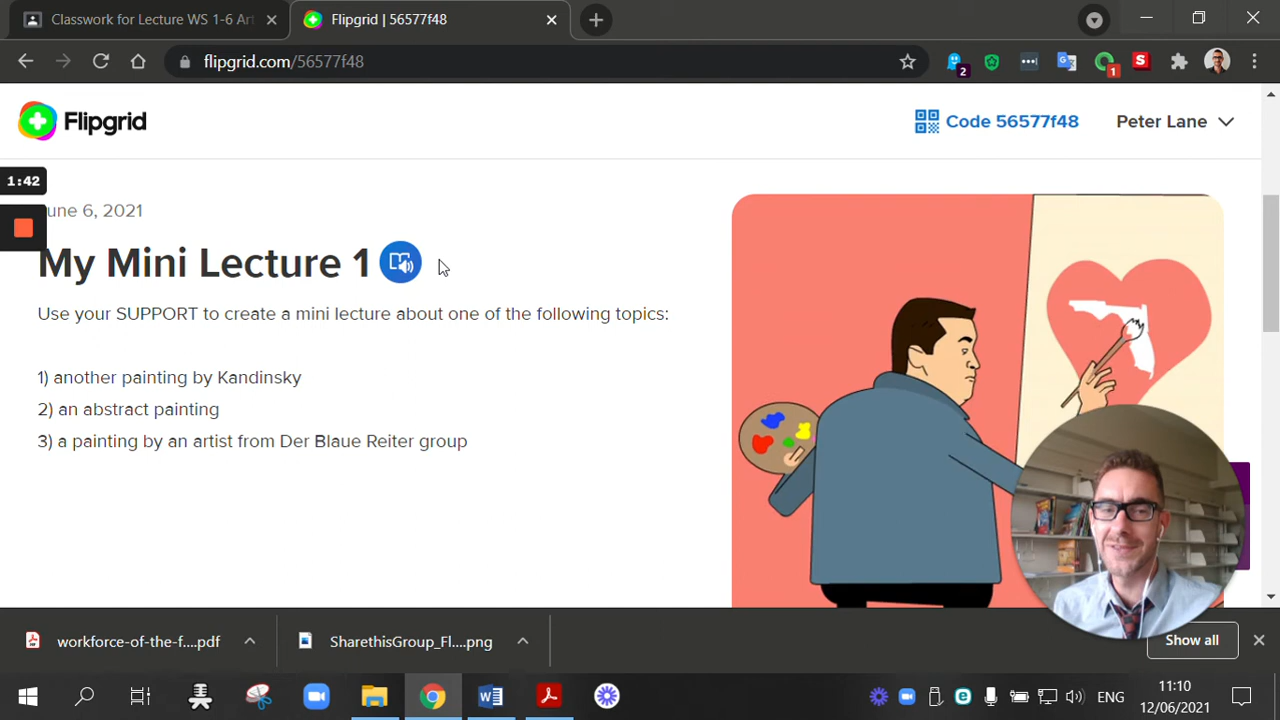 Classwork for Lecture WS 1-6 Art
Flipgrid | 56577f48
flipgrid.com/56577f48
2
1
Flipgrid
Code 56577f48
Peter Lane
1:42
une 6, 2021
My Mini Lecture 1
Use your SUPPORT to create a mini lecture about one of the following topics:
1) another painting by Kandinsky
2) an abstract painting
3) a painting by an artist from Der Blaue Reiter group
workforce-of-the-f....pdf
SharethisGroup_Fl....png
Show all
ENG
11:10
12/06/2021